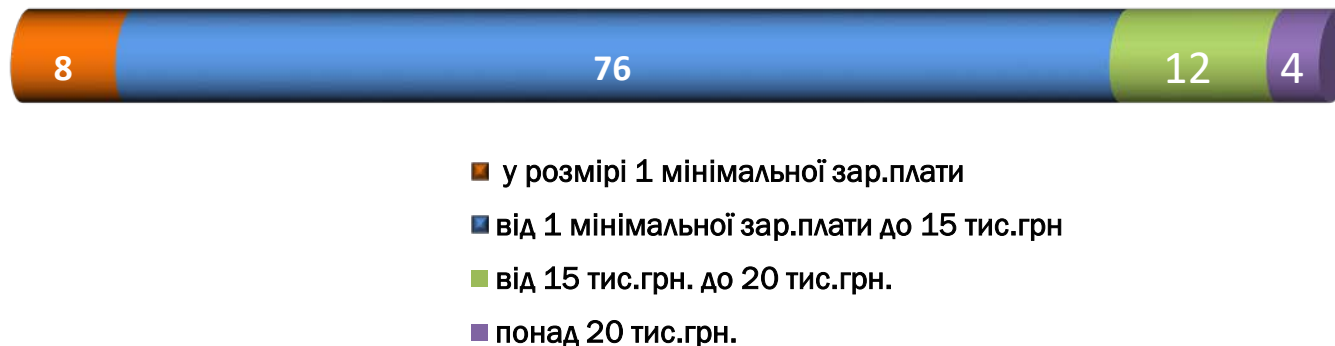 8 76 12 4
у розмірі 1 мінімальної зар.плати
від 1 мінімальної зар.плати до 15 тис.грн
від 15 тис.грн. до 20 тис.грн.
понад 20 тис.грн.